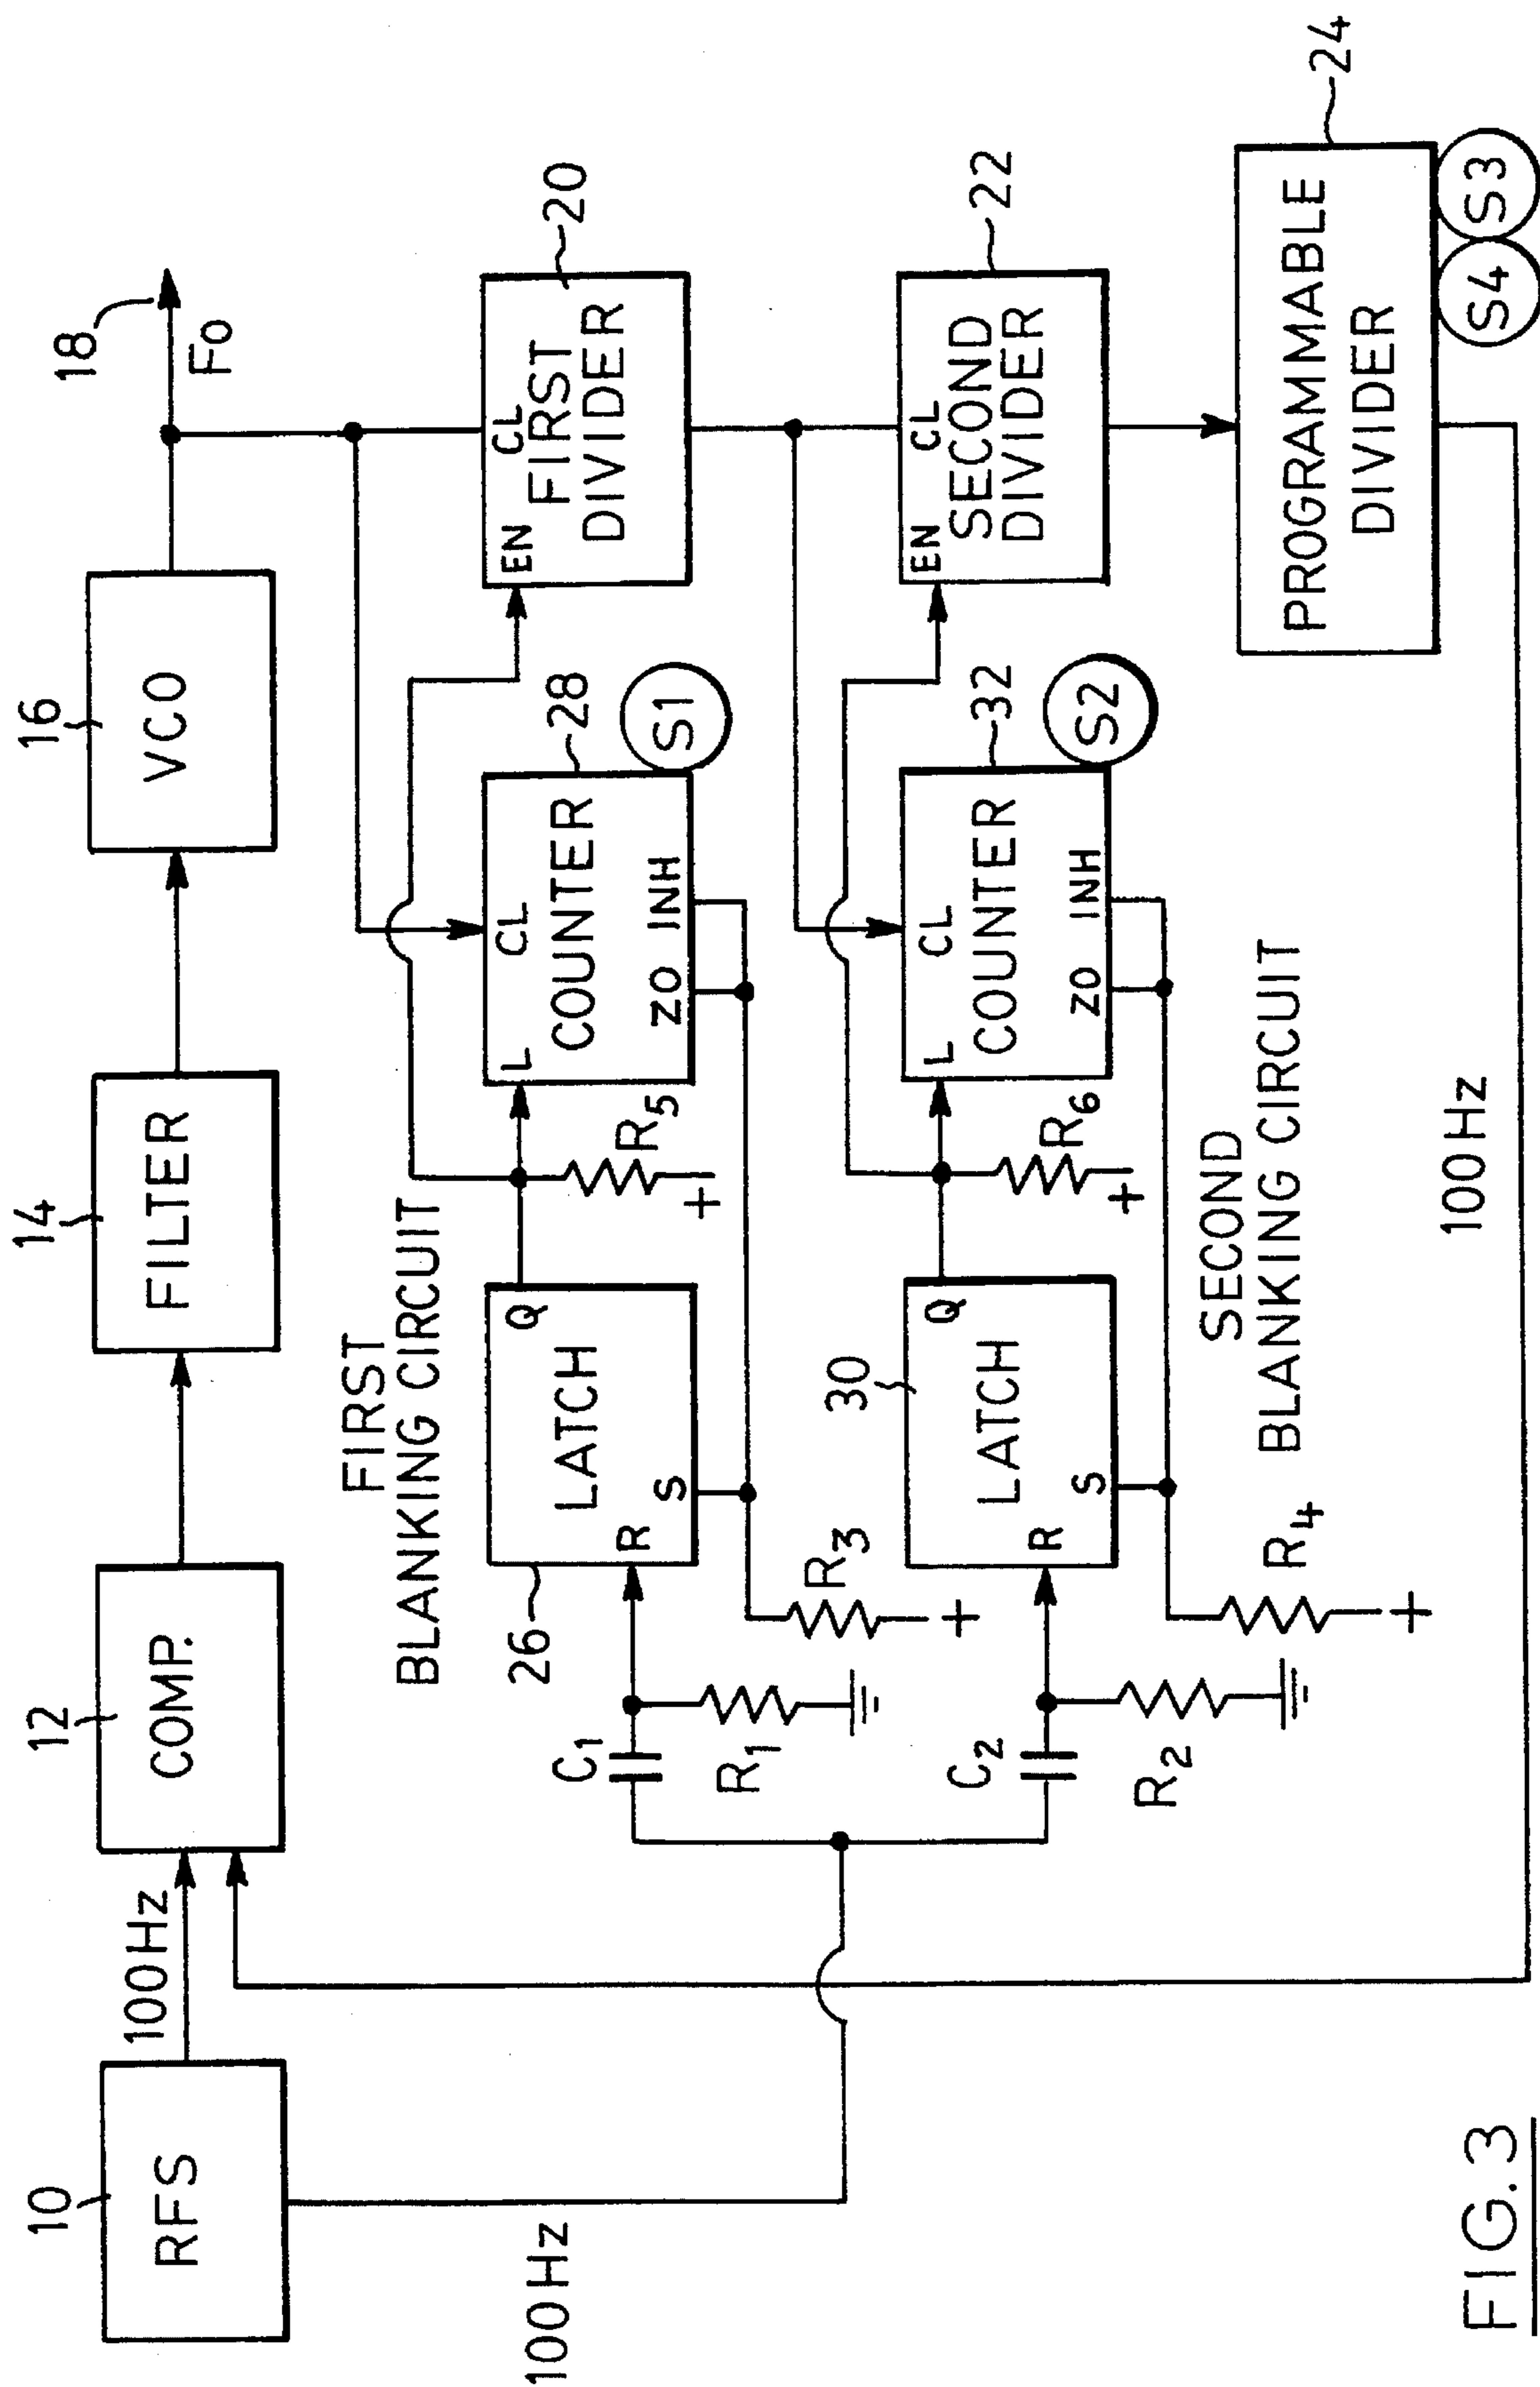 10
12
14
16
18
RFS
100Hz
COMP.
FILTER
VCO
Fo
FIRST
BLANKING CIRCUIT
26
28
20
C1
R
LATCH
Q
S
L
CL
COUNTER
ZO INH
S1
EN
CL
FIRST
DIVIDER
R1
R3
R5
+
+
100Hz
30
32
22
C2
R
LATCH
Q
S
L
CL
COUNTER
ZO INH
S2
EN
CL
SECOND
DIVIDER
R2
R4
R6
+
+
SECOND
BLANKING CIRCUIT
24
PROGRAMMABLE
DIVIDER
S4
S3
100Hz
FIG. 3